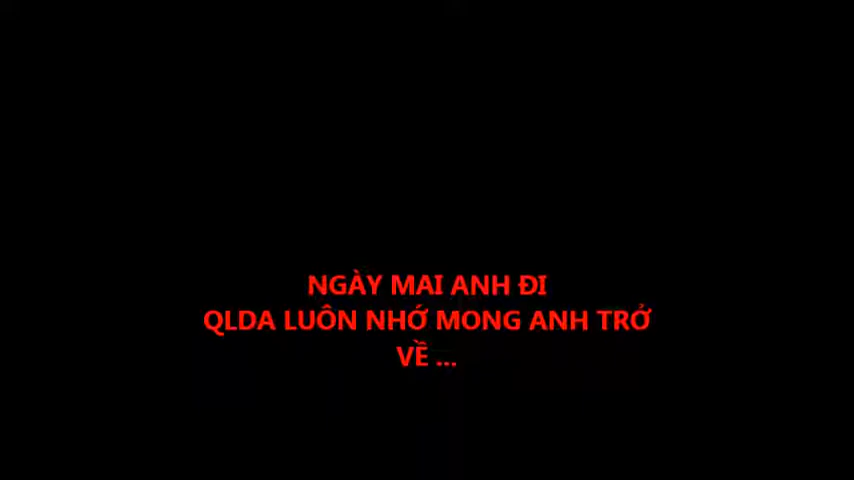 NGÀY MAI ANH ĐI
QLDA LUÔN NHỚ MONG ANH TRỞ
VỀ ...